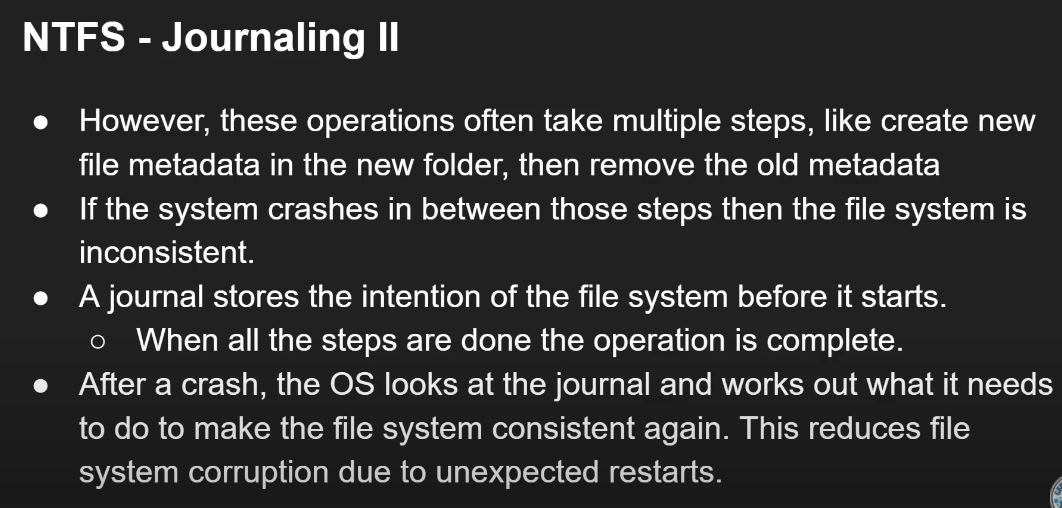 NTFS - Journaling II
● However, these operations often take multiple steps, like create new
file metadata in the new folder, then remove the old metadata
● If the system crashes in between those steps then the file system is
inconsistent.
● A journal stores the intention of the file system before it starts.
○ When all the steps are done the operation is complete.
● After a crash, the OS looks at the journal and works out what it needs
to do to make the file system consistent again. This reduces file
system corruption due to unexpected restarts.